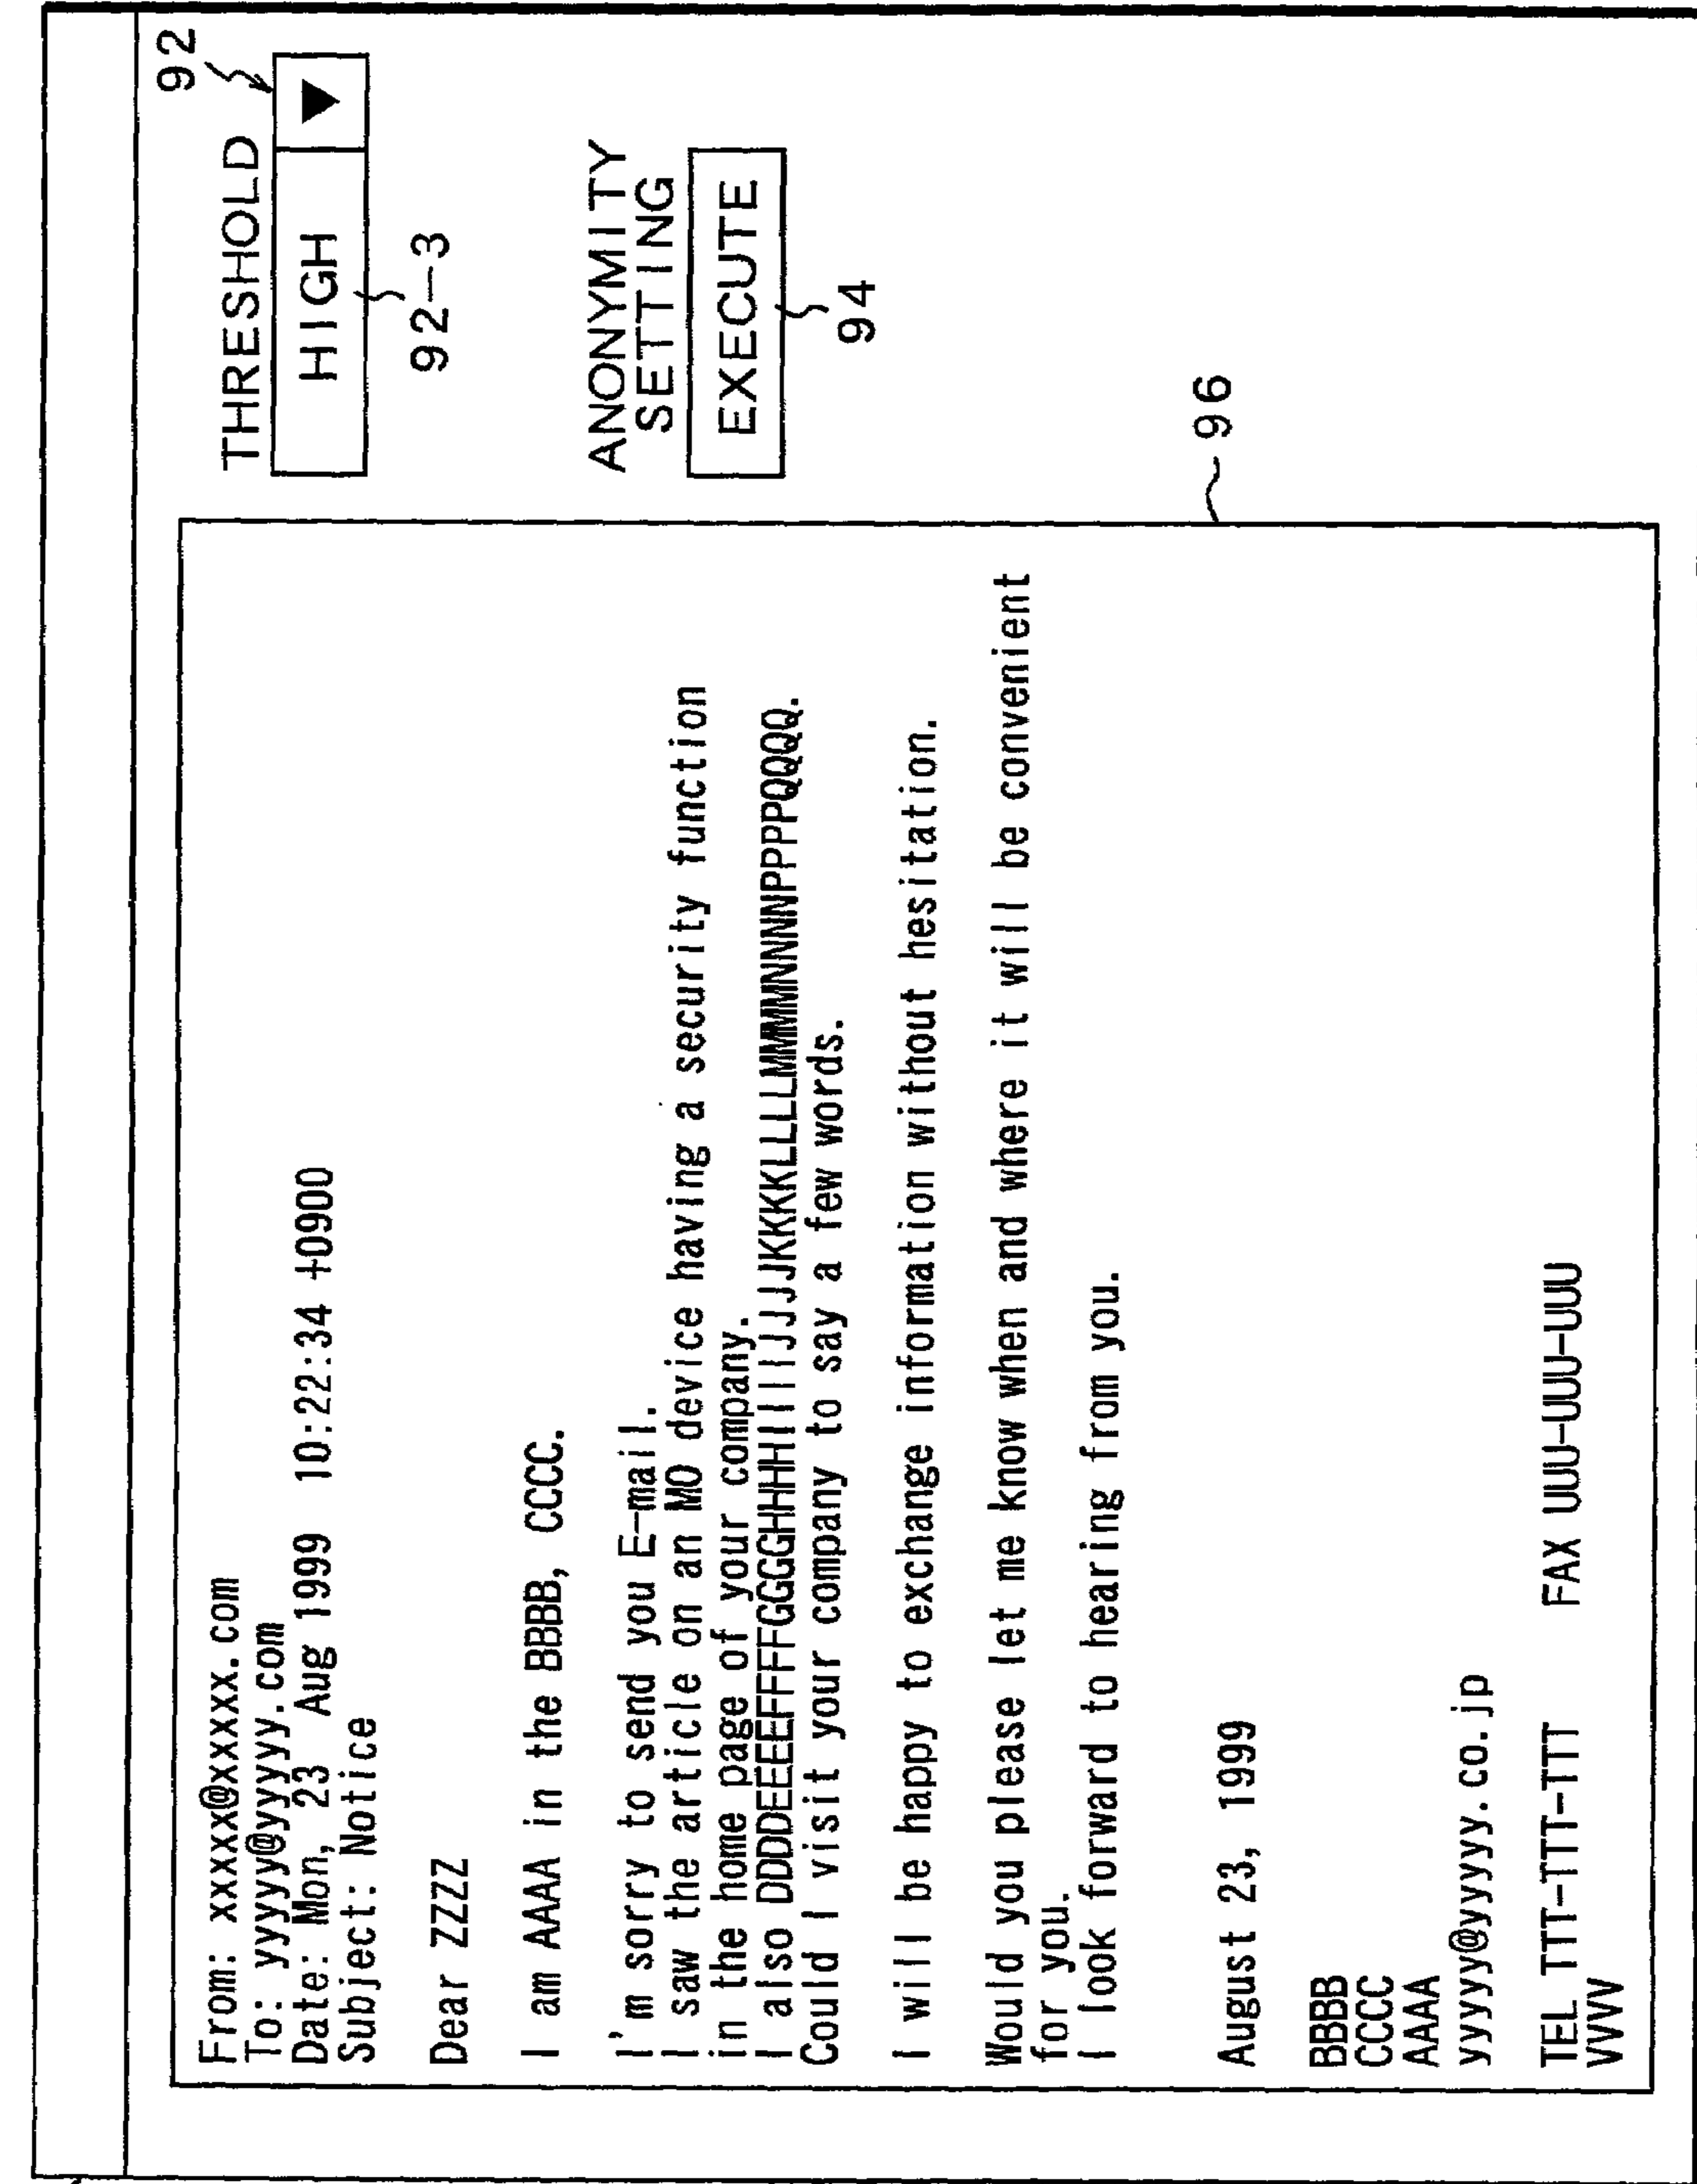 92
THRESHOLD
HIGH ▼
92-3
ANONYMITY
SETTING
EXECUTE
94
96
From: xxxxx@xxxxx.com
To: yyyyy@yyyyy.com
Date: Mon, 23 Aug 1999 10:22:34 +0900
Subject: Notice
Dear ZZZZ
I am AAAA in the BBBB, CCCC.
I'm sorry to send you E-mail.
I saw the article on an MO device having a security function
in the home page of your company.
I also DDDDEEEEFFFFGGGGHHHHIIIIJJJJKKKKLLLLMMMMNNNNPPPPQQQQ.
Could I visit your company to say a few words.
I will be happy to exchange information without hesitation.
Would you please let me know when and where it will be convenient
for you.
I look forward to hearing from you.
August 23, 1999
BBBB
CCCC
AAAA
yyyyy@yyyyy.co.jp
TEL TTT-TTT-TTT FAX UUU-UUU-UUU
VVVV